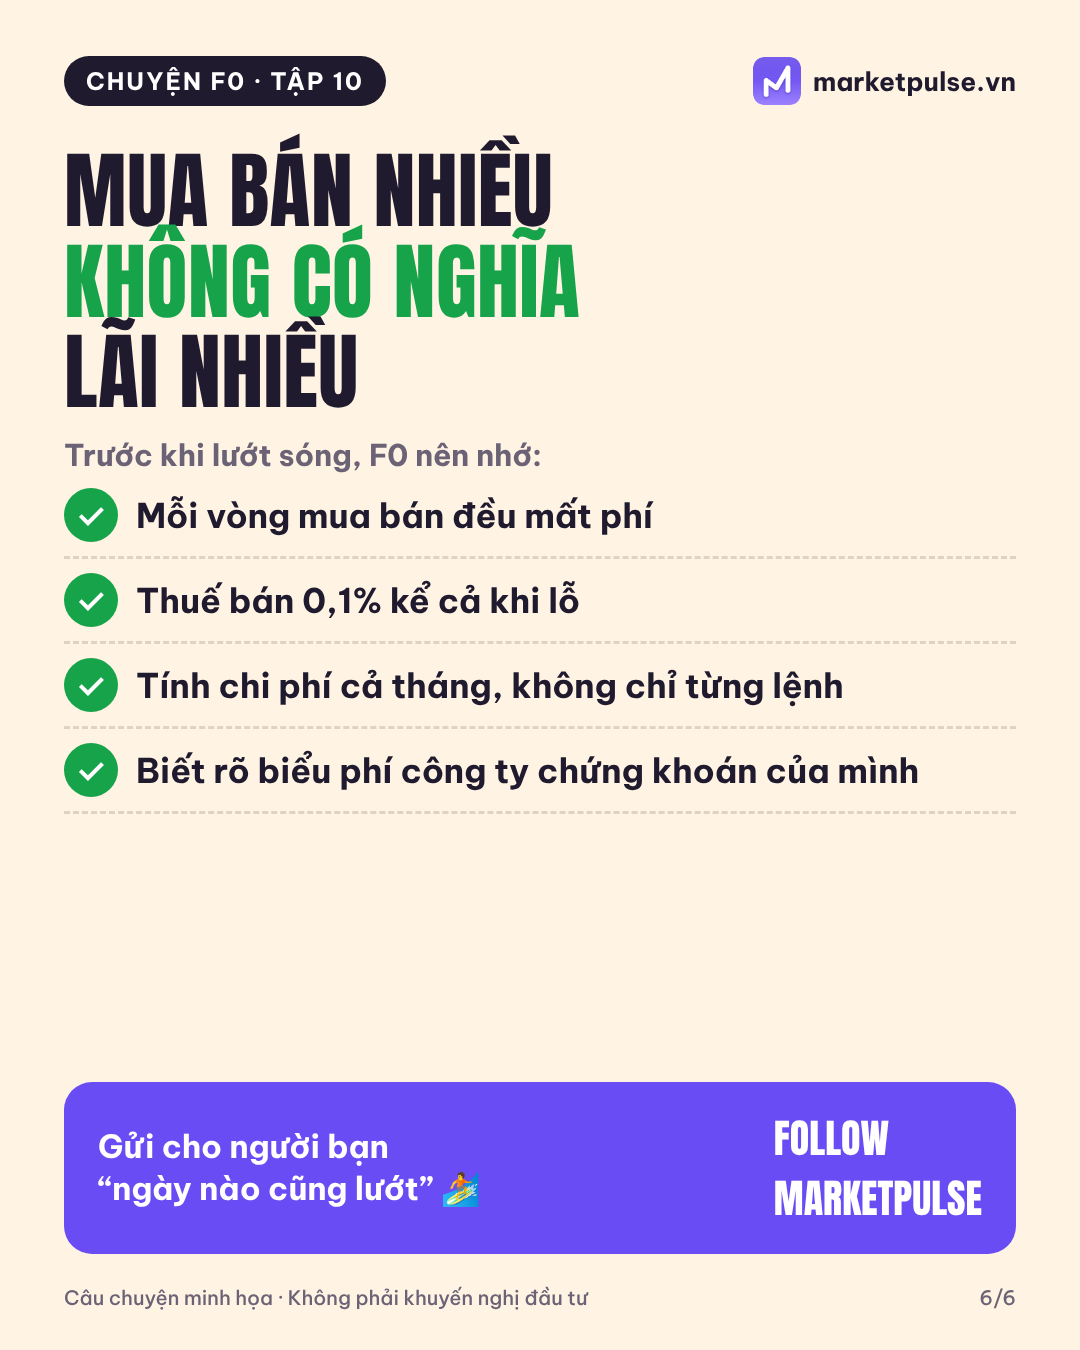 CHUYỆN F0 · TẬP 10
marketpulse.vn
MUA BÁN NHIỀU
KHÔNG CÓ NGHĨA
LÃI NHIỀU
Trước khi lướt sóng, F0 nên nhớ:
Mỗi vòng mua bán đều mất phí
Thuế bán 0,1% kể cả khi lỗ
Tính chi phí cả tháng, không chỉ từng lệnh
Biết rõ biểu phí công ty chứng khoán của mình
Gửi cho người bạn
“ngày nào cũng lướt” 🏄
FOLLOW
MARKETPULSE
Câu chuyện minh họa · Không phải khuyến nghị đầu tư
6/6